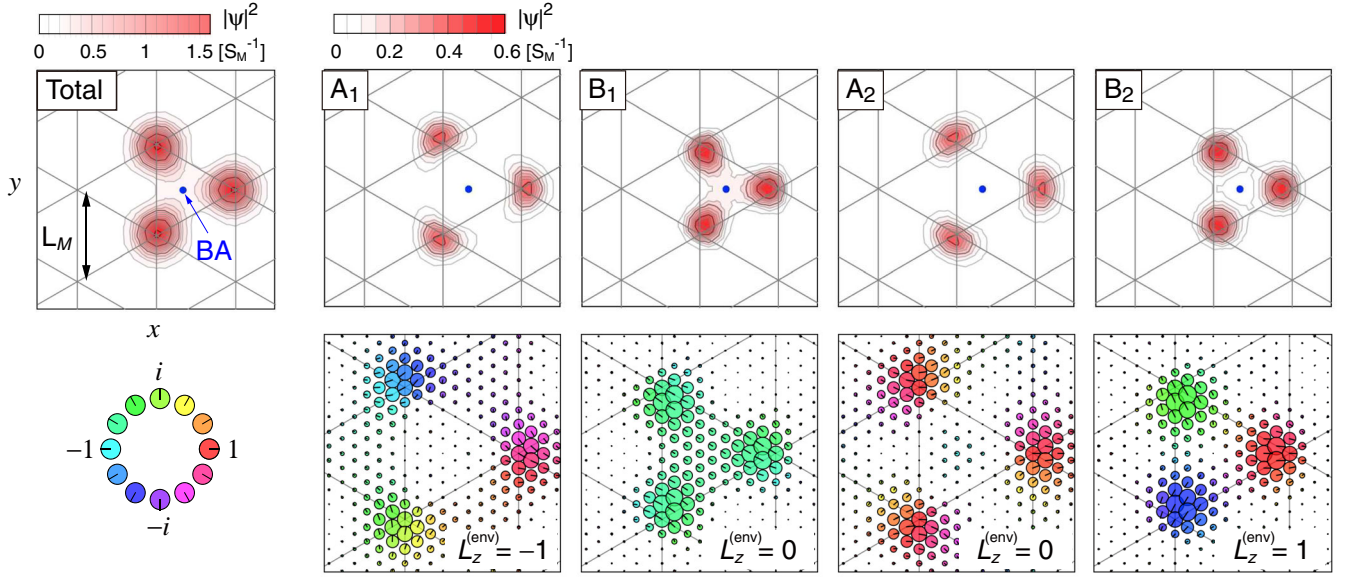 |ψ|²
0 0.5 1 1.5 [S_M⁻¹]
|ψ|²
0 0.2 0.4 0.6 [S_M⁻¹]
Total
A₁
B₁
A₂
B₂
y
L_M
BA
x
i
−1
1
−i
L_z^(env) = −1
L_z^(env) = 0
L_z^(env) = 0
L_z^(env) = 1